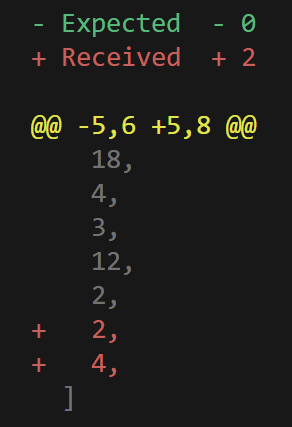 - Expected  - 0
+ Received  + 2

@@ -5,6 +5,8 @@
    18,
    4,
    3,
    12,
    2,
+   2,
+   4,
  ]